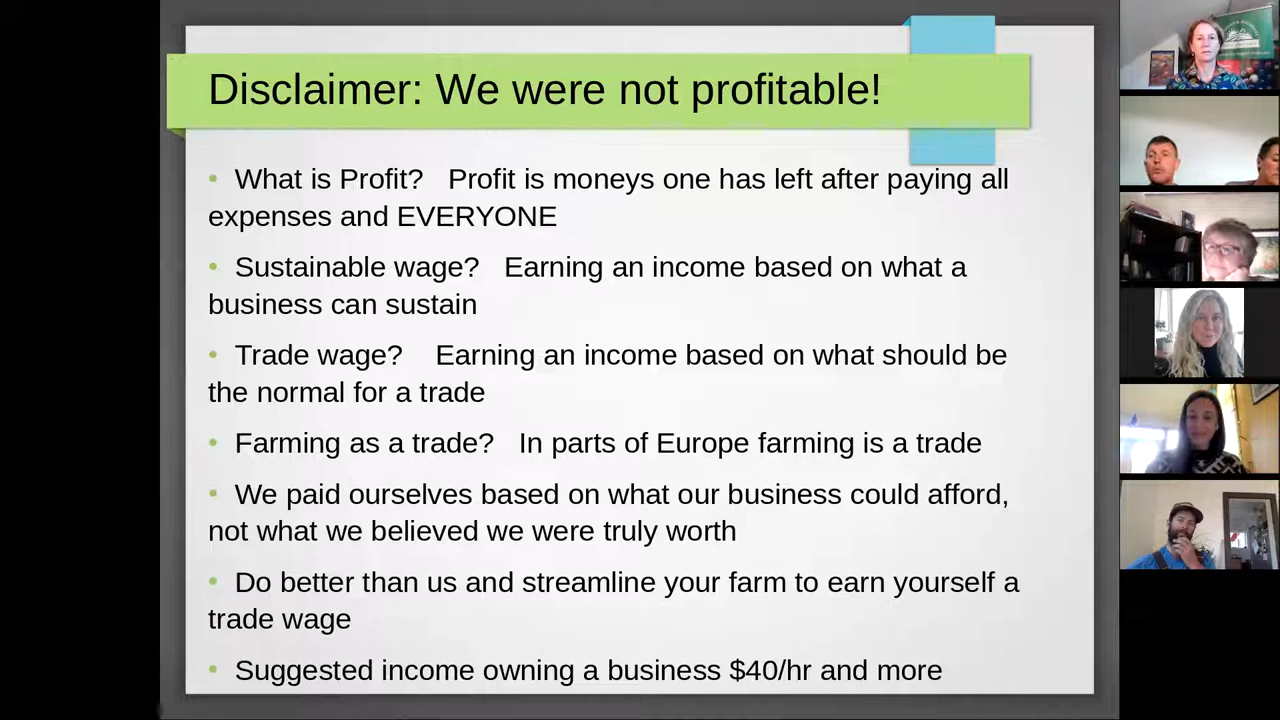 Disclaimer: We were not profitable!
• What is Profit? Profit is moneys one has left after paying all
expenses and EVERYONE
• Sustainable wage? Earning an income based on what a
business can sustain
• Trade wage? Earning an income based on what should be
the normal for a trade
• Farming as a trade? In parts of Europe farming is a trade
• We paid ourselves based on what our business could afford,
not what we believed we were truly worth
• Do better than us and streamline your farm to earn yourself a
trade wage
• Suggested income owning a business $40/hr and more